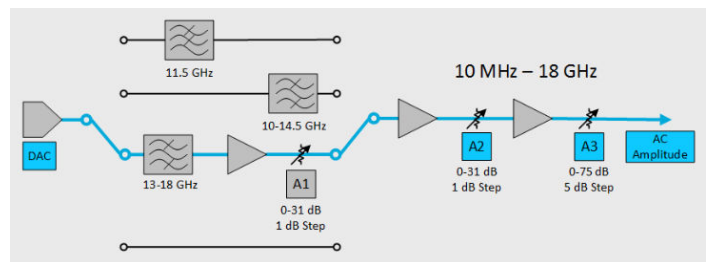 11.5 GHz
10 MHz – 18 GHz
10-14.5 GHz
DAC
13-18 GHz
A1
0-31 dB
1 dB Step
A2
0-31 dB
1 dB Step
A3
0-75 dB
5 dB Step
AC
Amplitude